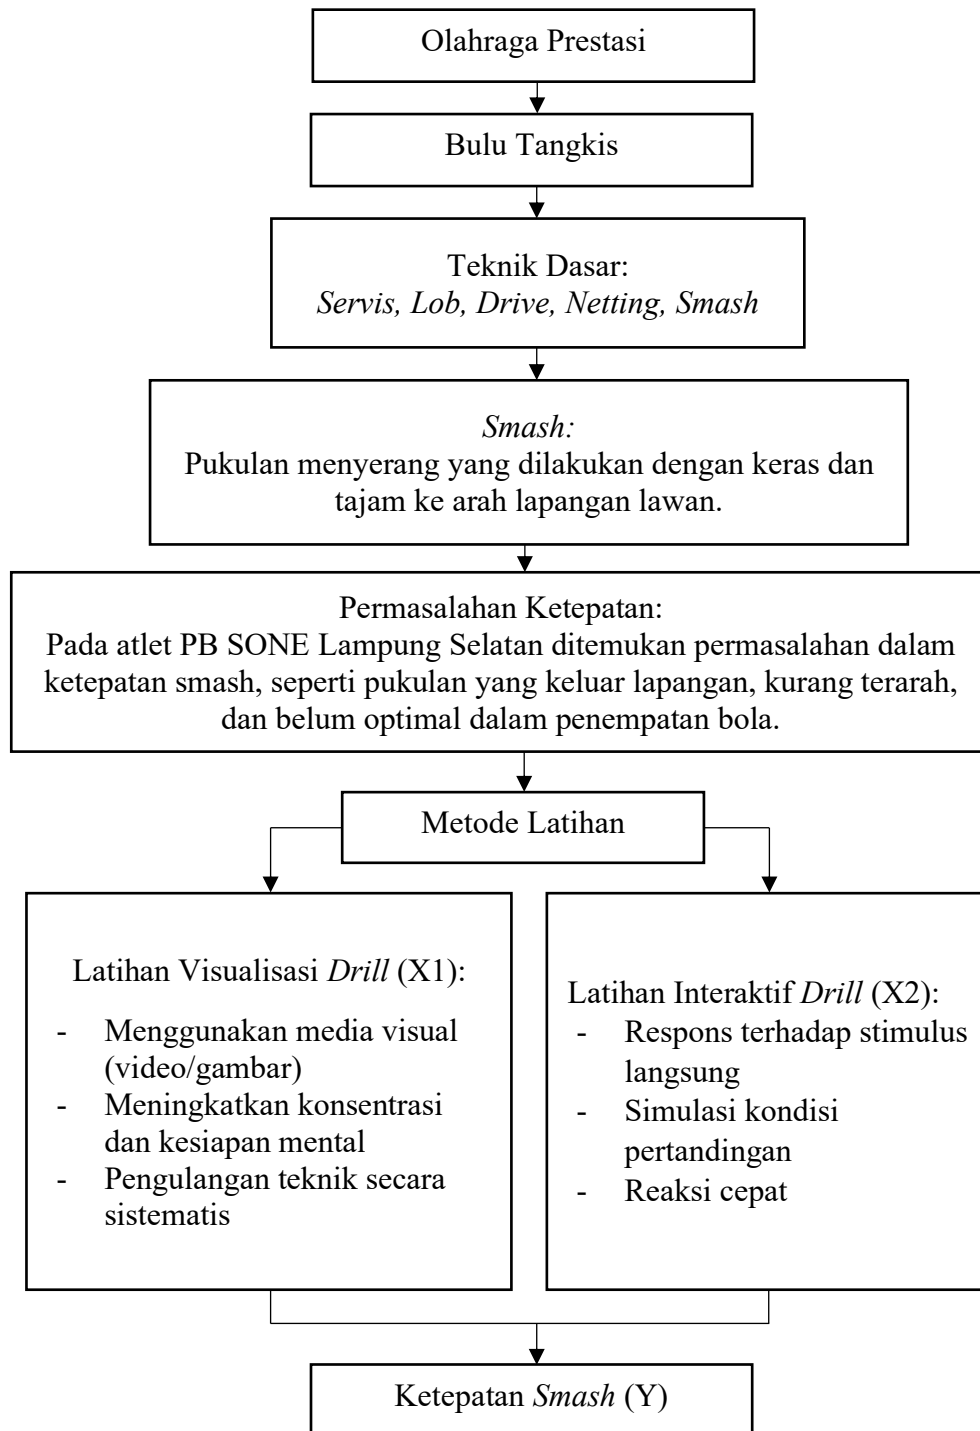 Olahraga Prestasi
Bulu Tangkis
Teknik Dasar:
Servis, Lob, Drive, Netting, Smash
Smash:
Pukulan menyerang yang dilakukan dengan keras dan
tajam ke arah lapangan lawan.
Permasalahan Ketepatan:
Pada atlet PB SONE Lampung Selatan ditemukan permasalahan dalam
ketepatan smash, seperti pukulan yang keluar lapangan, kurang terarah,
dan belum optimal dalam penempatan bola.
Metode Latihan
Latihan Visualisasi Drill (X1):
- Menggunakan media visual
(video/gambar)
- Meningkatkan konsentrasi
dan kesiapan mental
- Pengulangan teknik secara
sistematis
Latihan Interaktif Drill (X2):
- Respons terhadap stimulus
langsung
- Simulasi kondisi
pertandingan
- Reaksi cepat
Ketepatan Smash (Y)